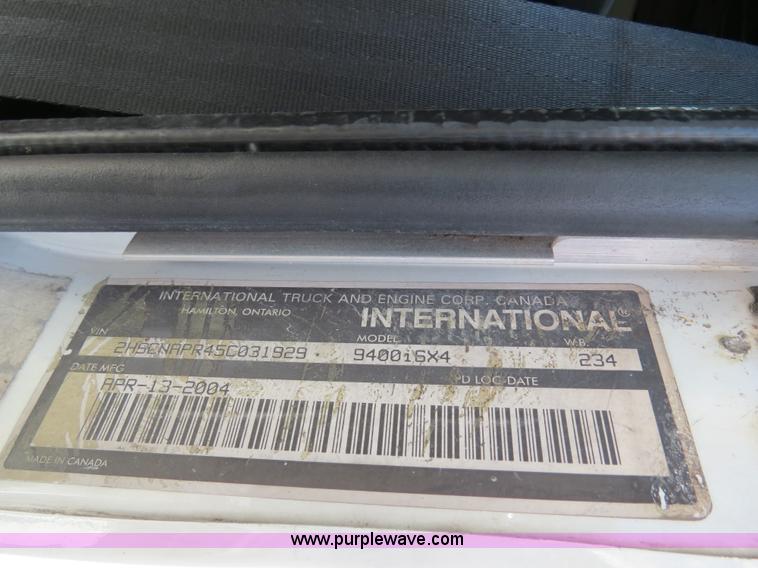 INTERNATIONAL TRUCK AND ENGINE CORP. CANADA
HAMILTON, ONTARIO
INTERNATIONAL®
VIN MODEL W.B.
2HSCNAPR45C031929 9400i6X4 234
DATE MFG PD LOC-DATE
APR-13-2004
MADE IN CANADA
www.purplewave.com